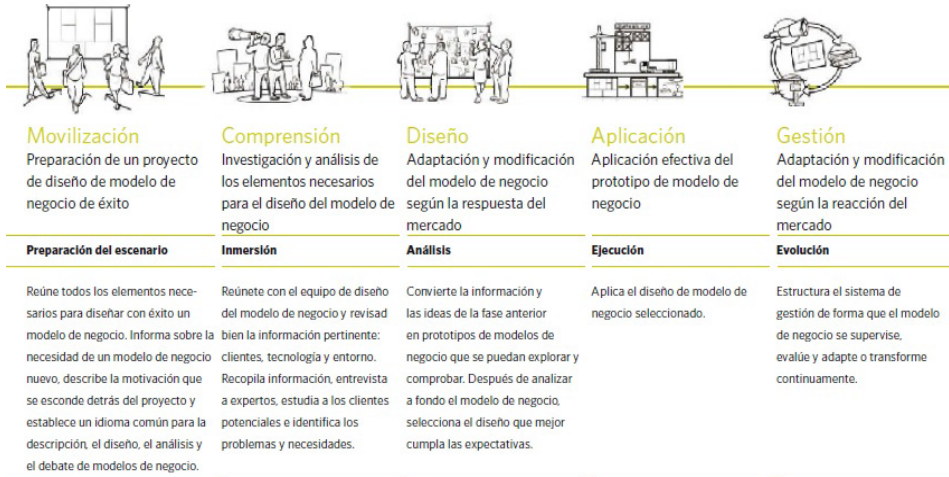 Movilización
Preparación de un proyecto
de diseño de modelo de
negocio de éxito
Comprensión
Investigación y análisis de
los elementos necesarios
para el diseño del modelo de
negocio
Diseño
Adaptación y modificación
del modelo de negocio
según la respuesta del
mercado
Aplicación
Aplicación efectiva del
prototipo de modelo de
negocio
Gestión
Adaptación y modificación
del modelo de negocio
según la reacción del
mercado
Preparación del escenario
Inmersión
Análisis
Ejecución
Evolución
Reúne todos los elementos nece-
sarios para diseñar con éxito un
modelo de negocio. Informa sobre la
necesidad de un modelo de negocio
nuevo, describe la motivación que
se esconde detrás del proyecto y
establece un idioma común para la
descripción, el diseño, el análisis y
el debate de modelos de negocio.
Reúnete con el equipo de diseño
del modelo de negocio y revisad
bien la información pertinente:
clientes, tecnología y entorno.
Recopila información, entrevista
a expertos, estudia a los clientes
potenciales e identifica los
problemas y necesidades.
Convierte la información y
las ideas de la fase anterior
en prototipos de modelos de
negocio que se puedan explorar y
comprobar. Después de analizar
a fondo el modelo de negocio,
selecciona el diseño que mejor
cumpla las expectativas.
Aplica el diseño de modelo de
negocio seleccionado.
Estructura el sistema de
gestión de forma que el modelo
de negocio se supervise,
evalúe y adapte o transforme
continuamente.